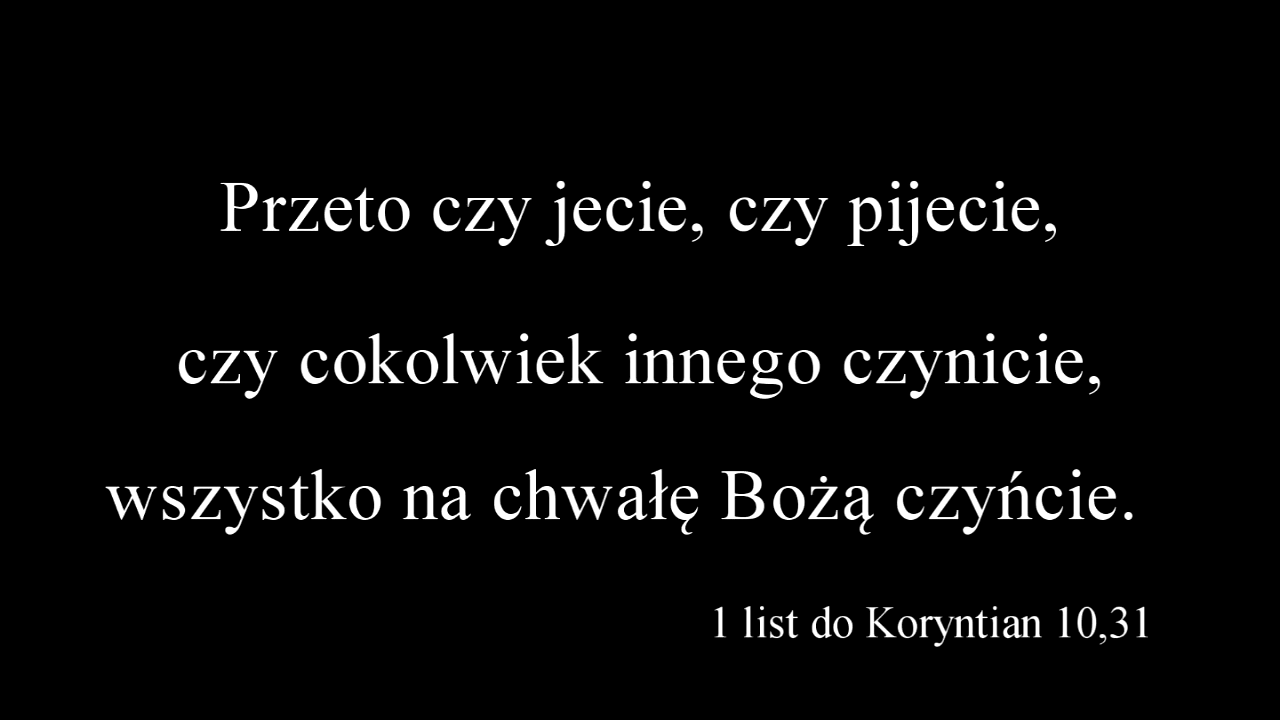 Przeto czy jecie, czy pijecie,
czy cokolwiek innego czynicie,
wszystko na chwałę Bożą czyńcie.
1 list do Koryntian 10,31